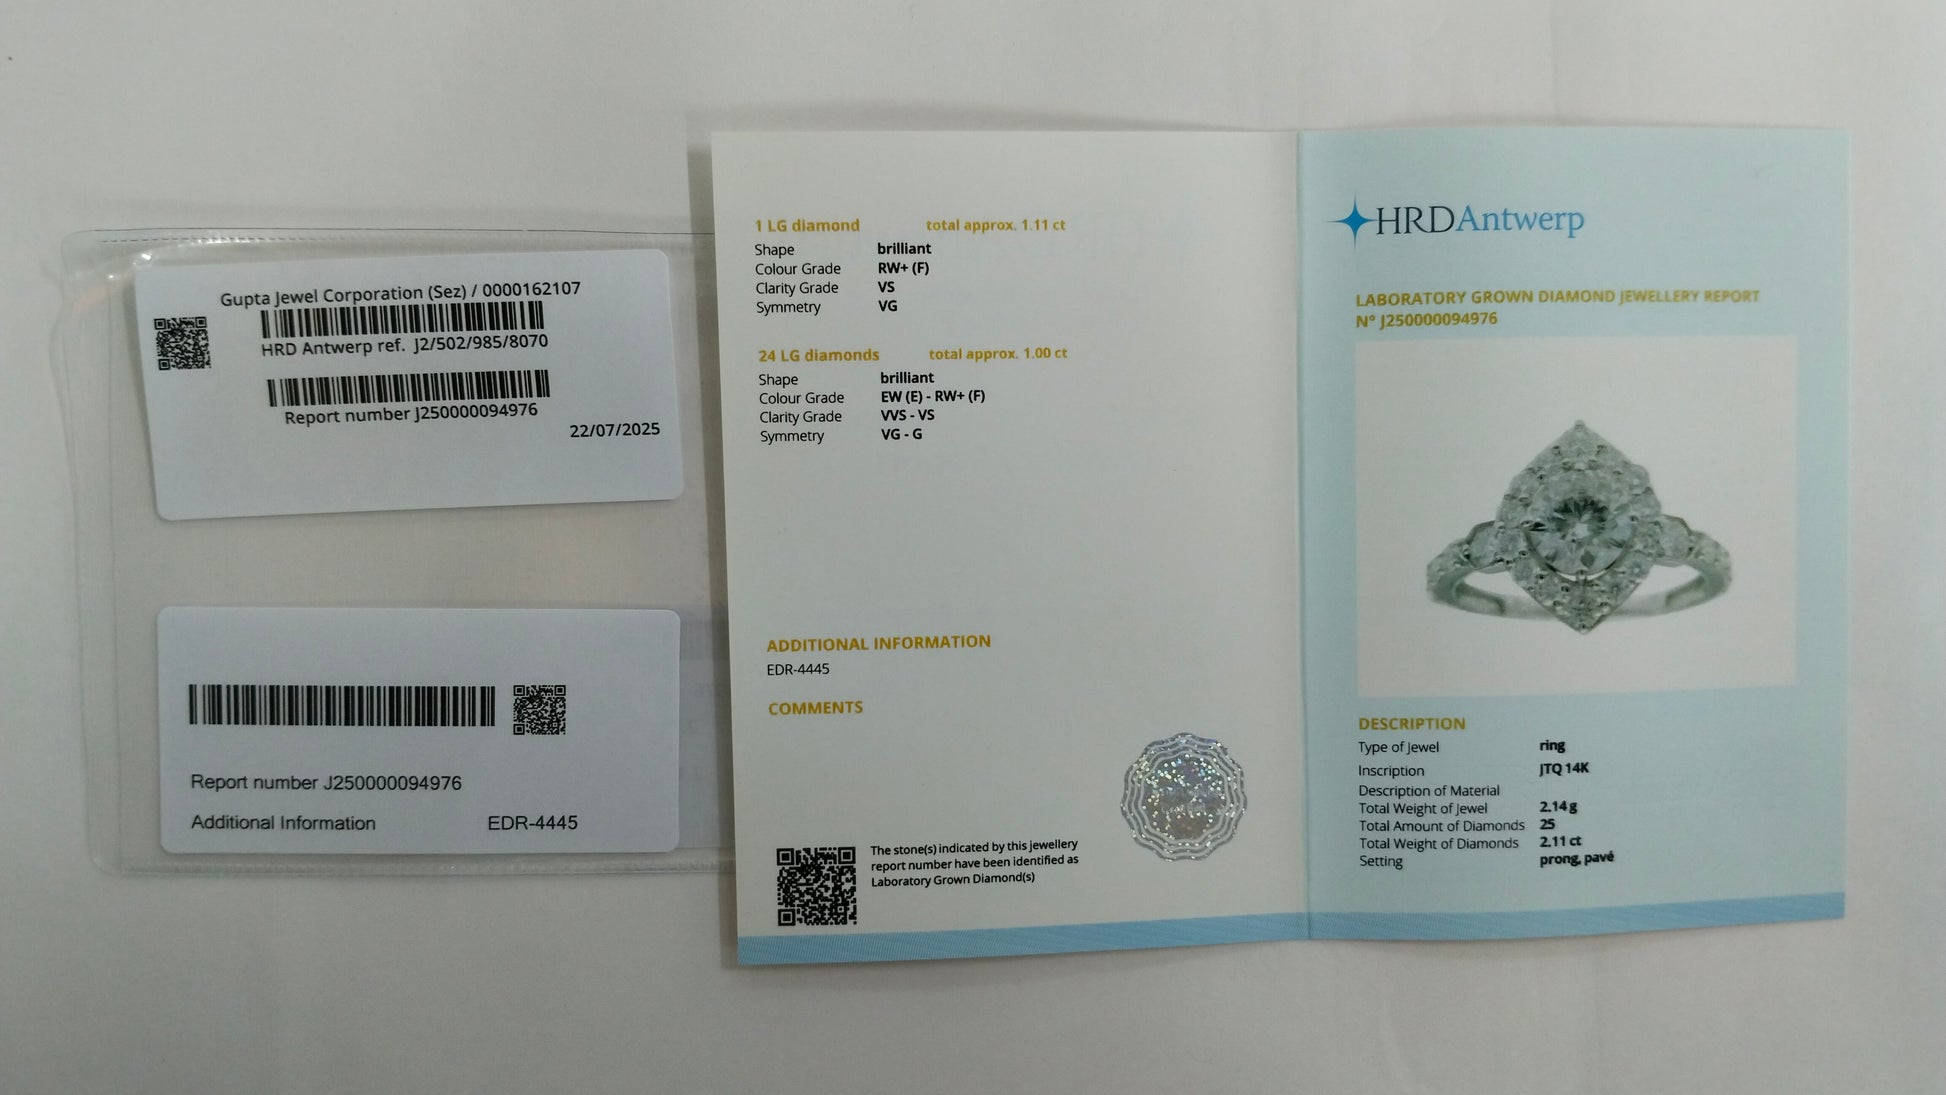 Gupta Jewel Corporation (Sez) / 0000162107
HRD Antwerp ref. J2/502/985/8070
Report number J250000094976
22/07/2025
Report number J250000094976
Additional Information EDR-4445
1 LG diamond total approx. 1.11 ct
Shape brilliant
Colour Grade RW+ (F)
Clarity Grade VS
Symmetry VG
24 LG diamonds total approx. 1.00 ct
Shape brilliant
Colour Grade EW (E) - RW+ (F)
Clarity Grade VVS - VS
Symmetry VG - G
ADDITIONAL INFORMATION
EDR-4445
COMMENTS
The stone(s) indicated by this jewellery
report number have been identified as
Laboratory Grown Diamond(s)
HRDAntwerp
LABORATORY GROWN DIAMOND JEWELLERY REPORT
N° J250000094976
DESCRIPTION
Type of Jewel ring
Inscription JTQ 14K
Description of Material
Total Weight of Jewel 2.14 g
Total Amount of Diamonds 25
Total Weight of Diamonds 2.11 ct
Setting prong, pavé